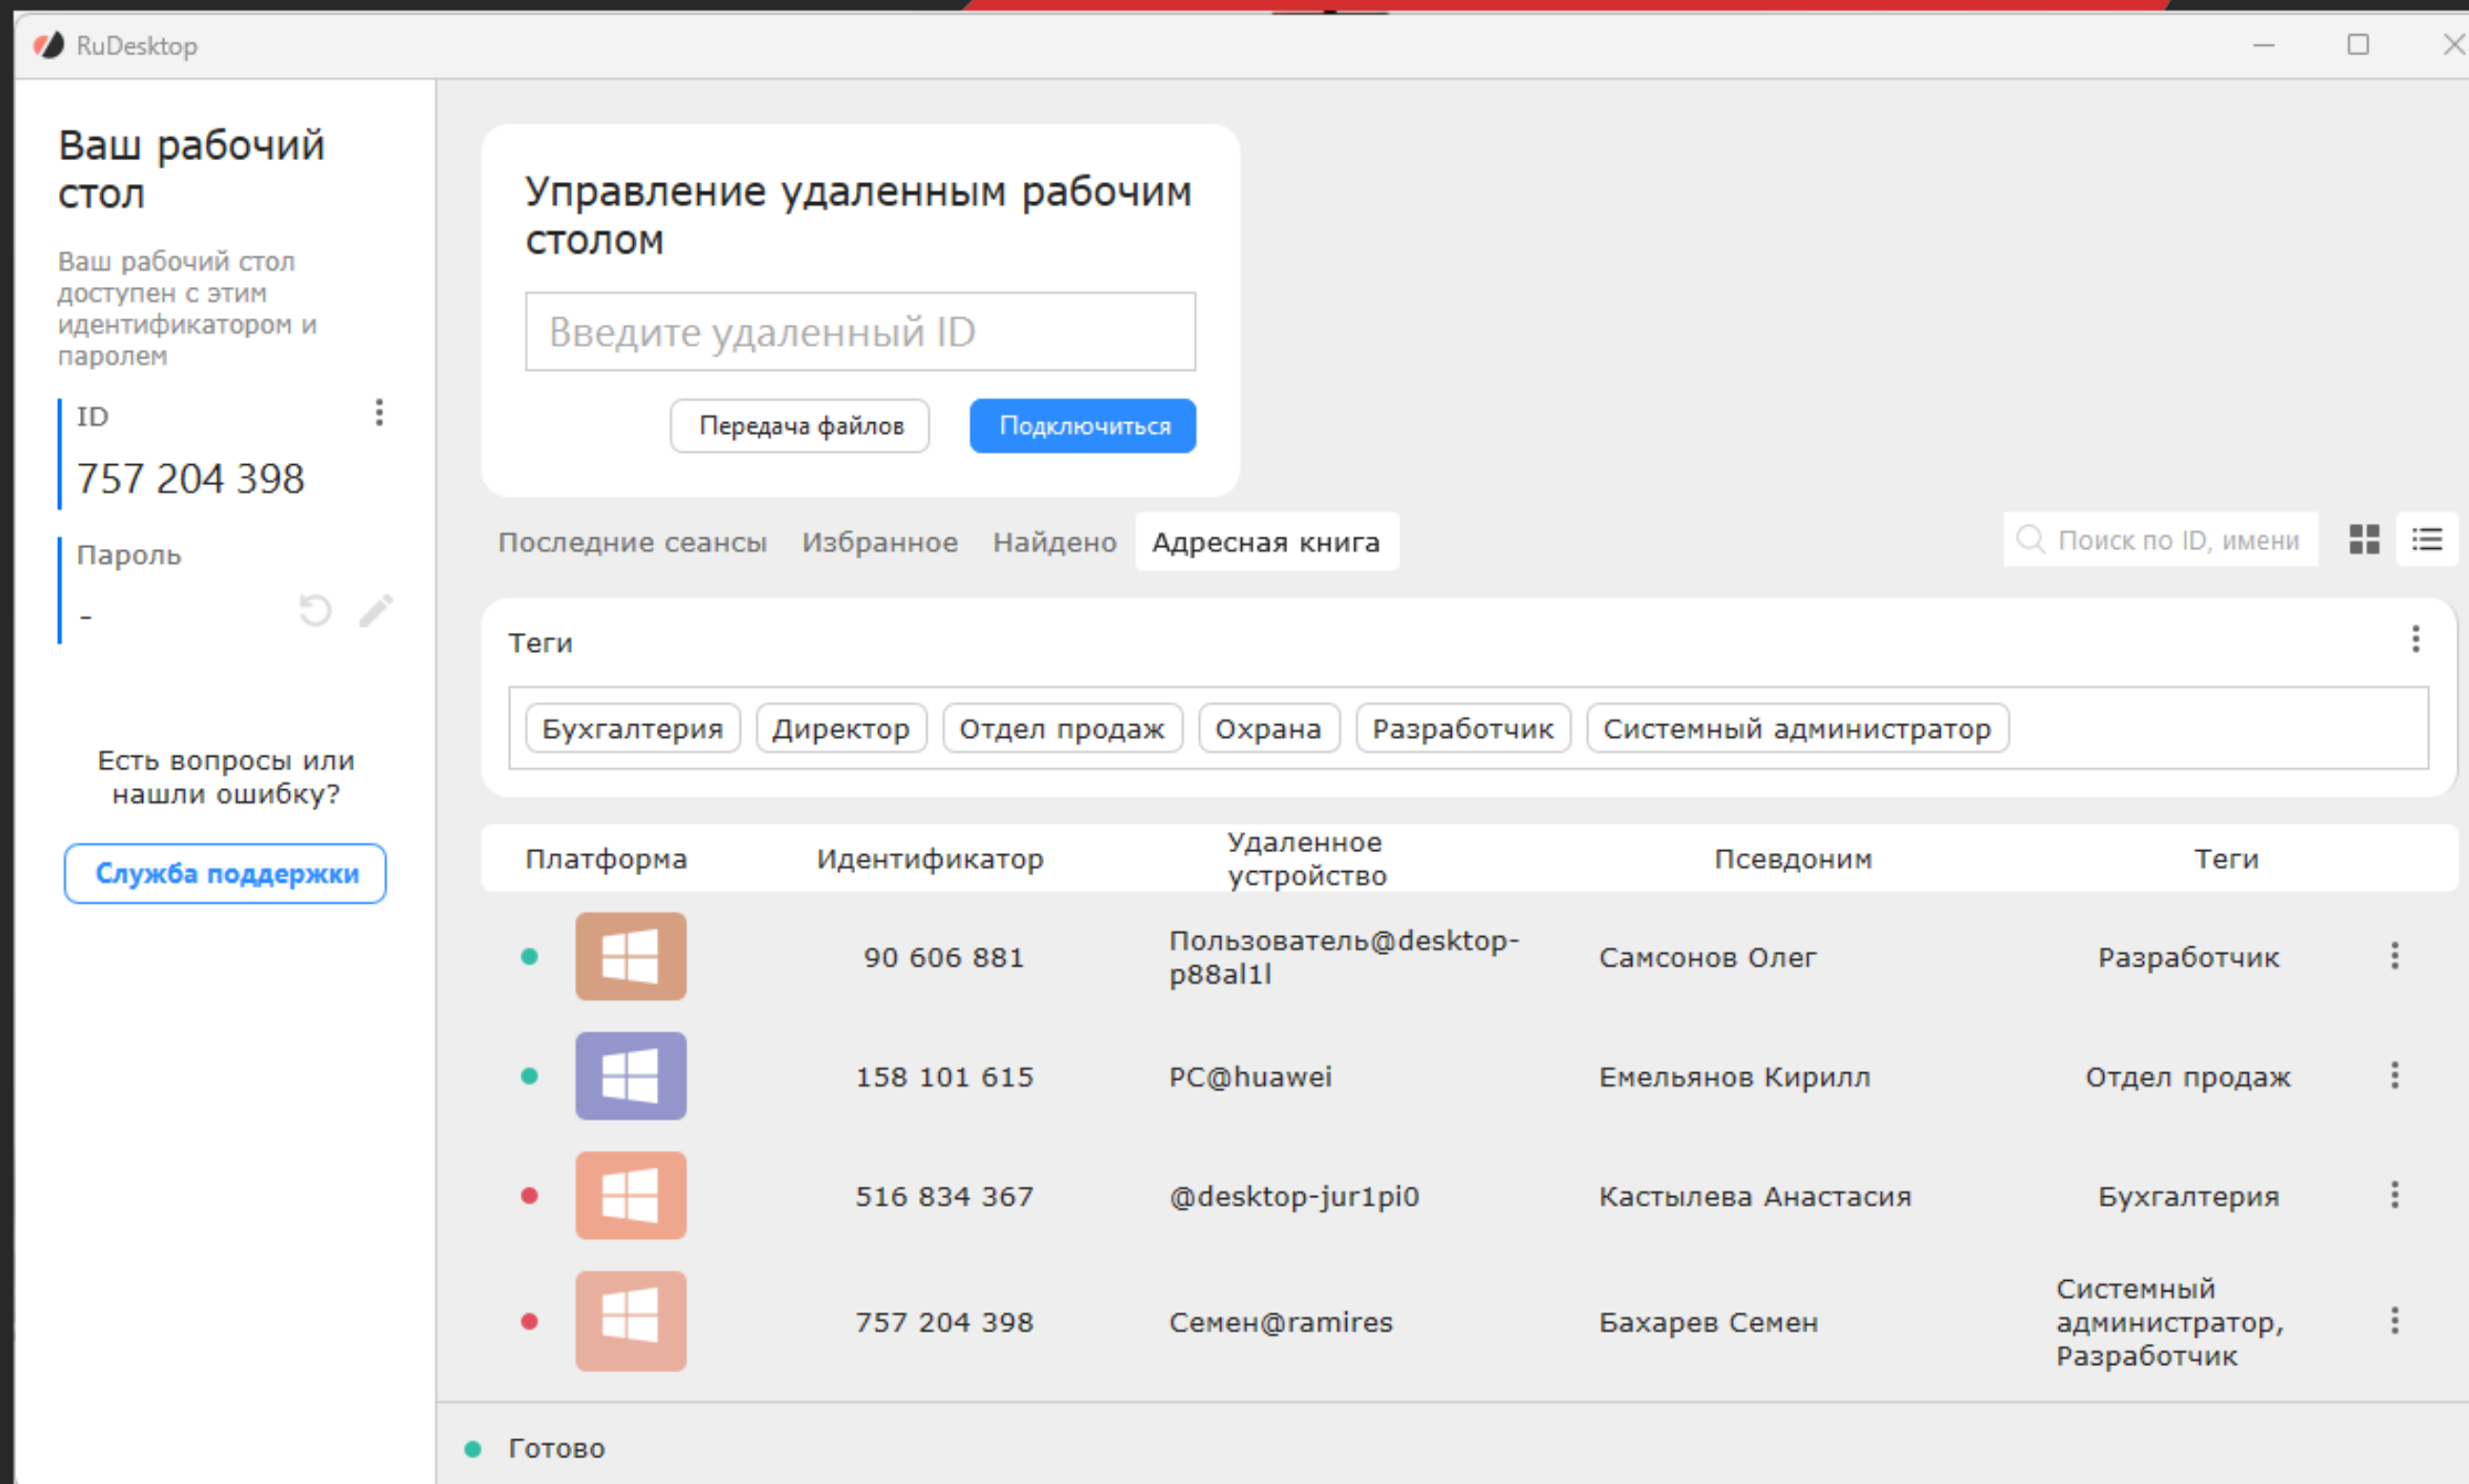 RuDesktop
Ваш рабочий
стол
Ваш рабочий стол
доступен с этим
идентификатором и
паролем
ID
757 204 398
Пароль
-
Есть вопросы или
нашли ошибку?
Служба поддержки
Управление удаленным рабочим
столом
Введите удаленный ID
Передача файлов
Подключиться
Последние сеансы Избранное Найдено Адресная книга
Поиск по ID, имени
Теги
Бухгалтерия Директор Отдел продаж Охрана Разработчик Системный администратор
Платформа Идентификатор Удаленное устройство Псевдоним Теги
90 606 881 Пользователь@desktop-p88al1l Самсонов Олег Разработчик
158 101 615 PC@huawei Емельянов Кирилл Отдел продаж
516 834 367 @desktop-jur1pi0 Кастылева Анастасия Бухгалтерия
757 204 398 Семен@ramires Бахарев Семен Системный администратор, Разработчик
Готово